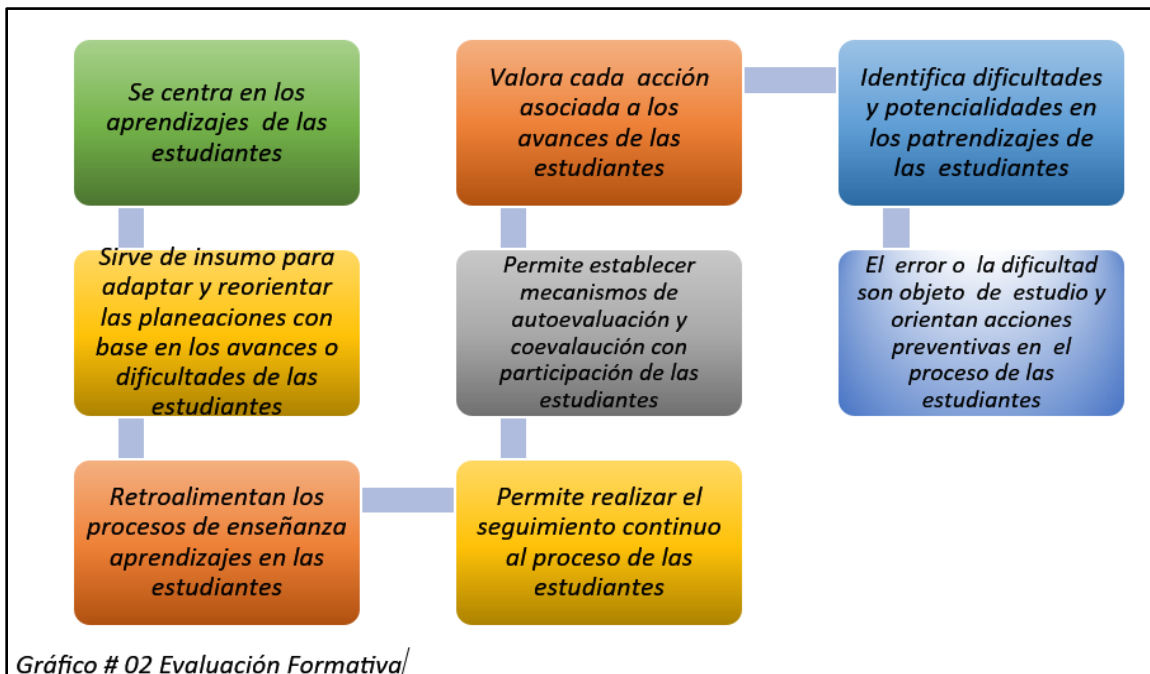 Se centra en los
aprendizajes de las
estudiantes
Sirve de insumo para
adaptar y reorientar
las planeaciones con
base en los avances o
dificultades de las
estudiantes
Retroalimentan los
procesos de enseñanza
aprendizajes en las
estudiantes
Permite realizar el
seguimiento continuo
al proceso de las
estudiantes
Permite establecer
mecanismos de
autoevaluación y
coevalaución con
participación de las
estudiantes
Valora cada acción
asociada a los
avances de las
estudiantes
Identifica dificultades
y potencialidades en
los patrendizajes de
las estudiantes
El error o la dificultad
son objeto de estudio y
orientan acciones
preventivas en el
proceso de las
estudiantes
Gráfico # 02 Evaluación Formativa/